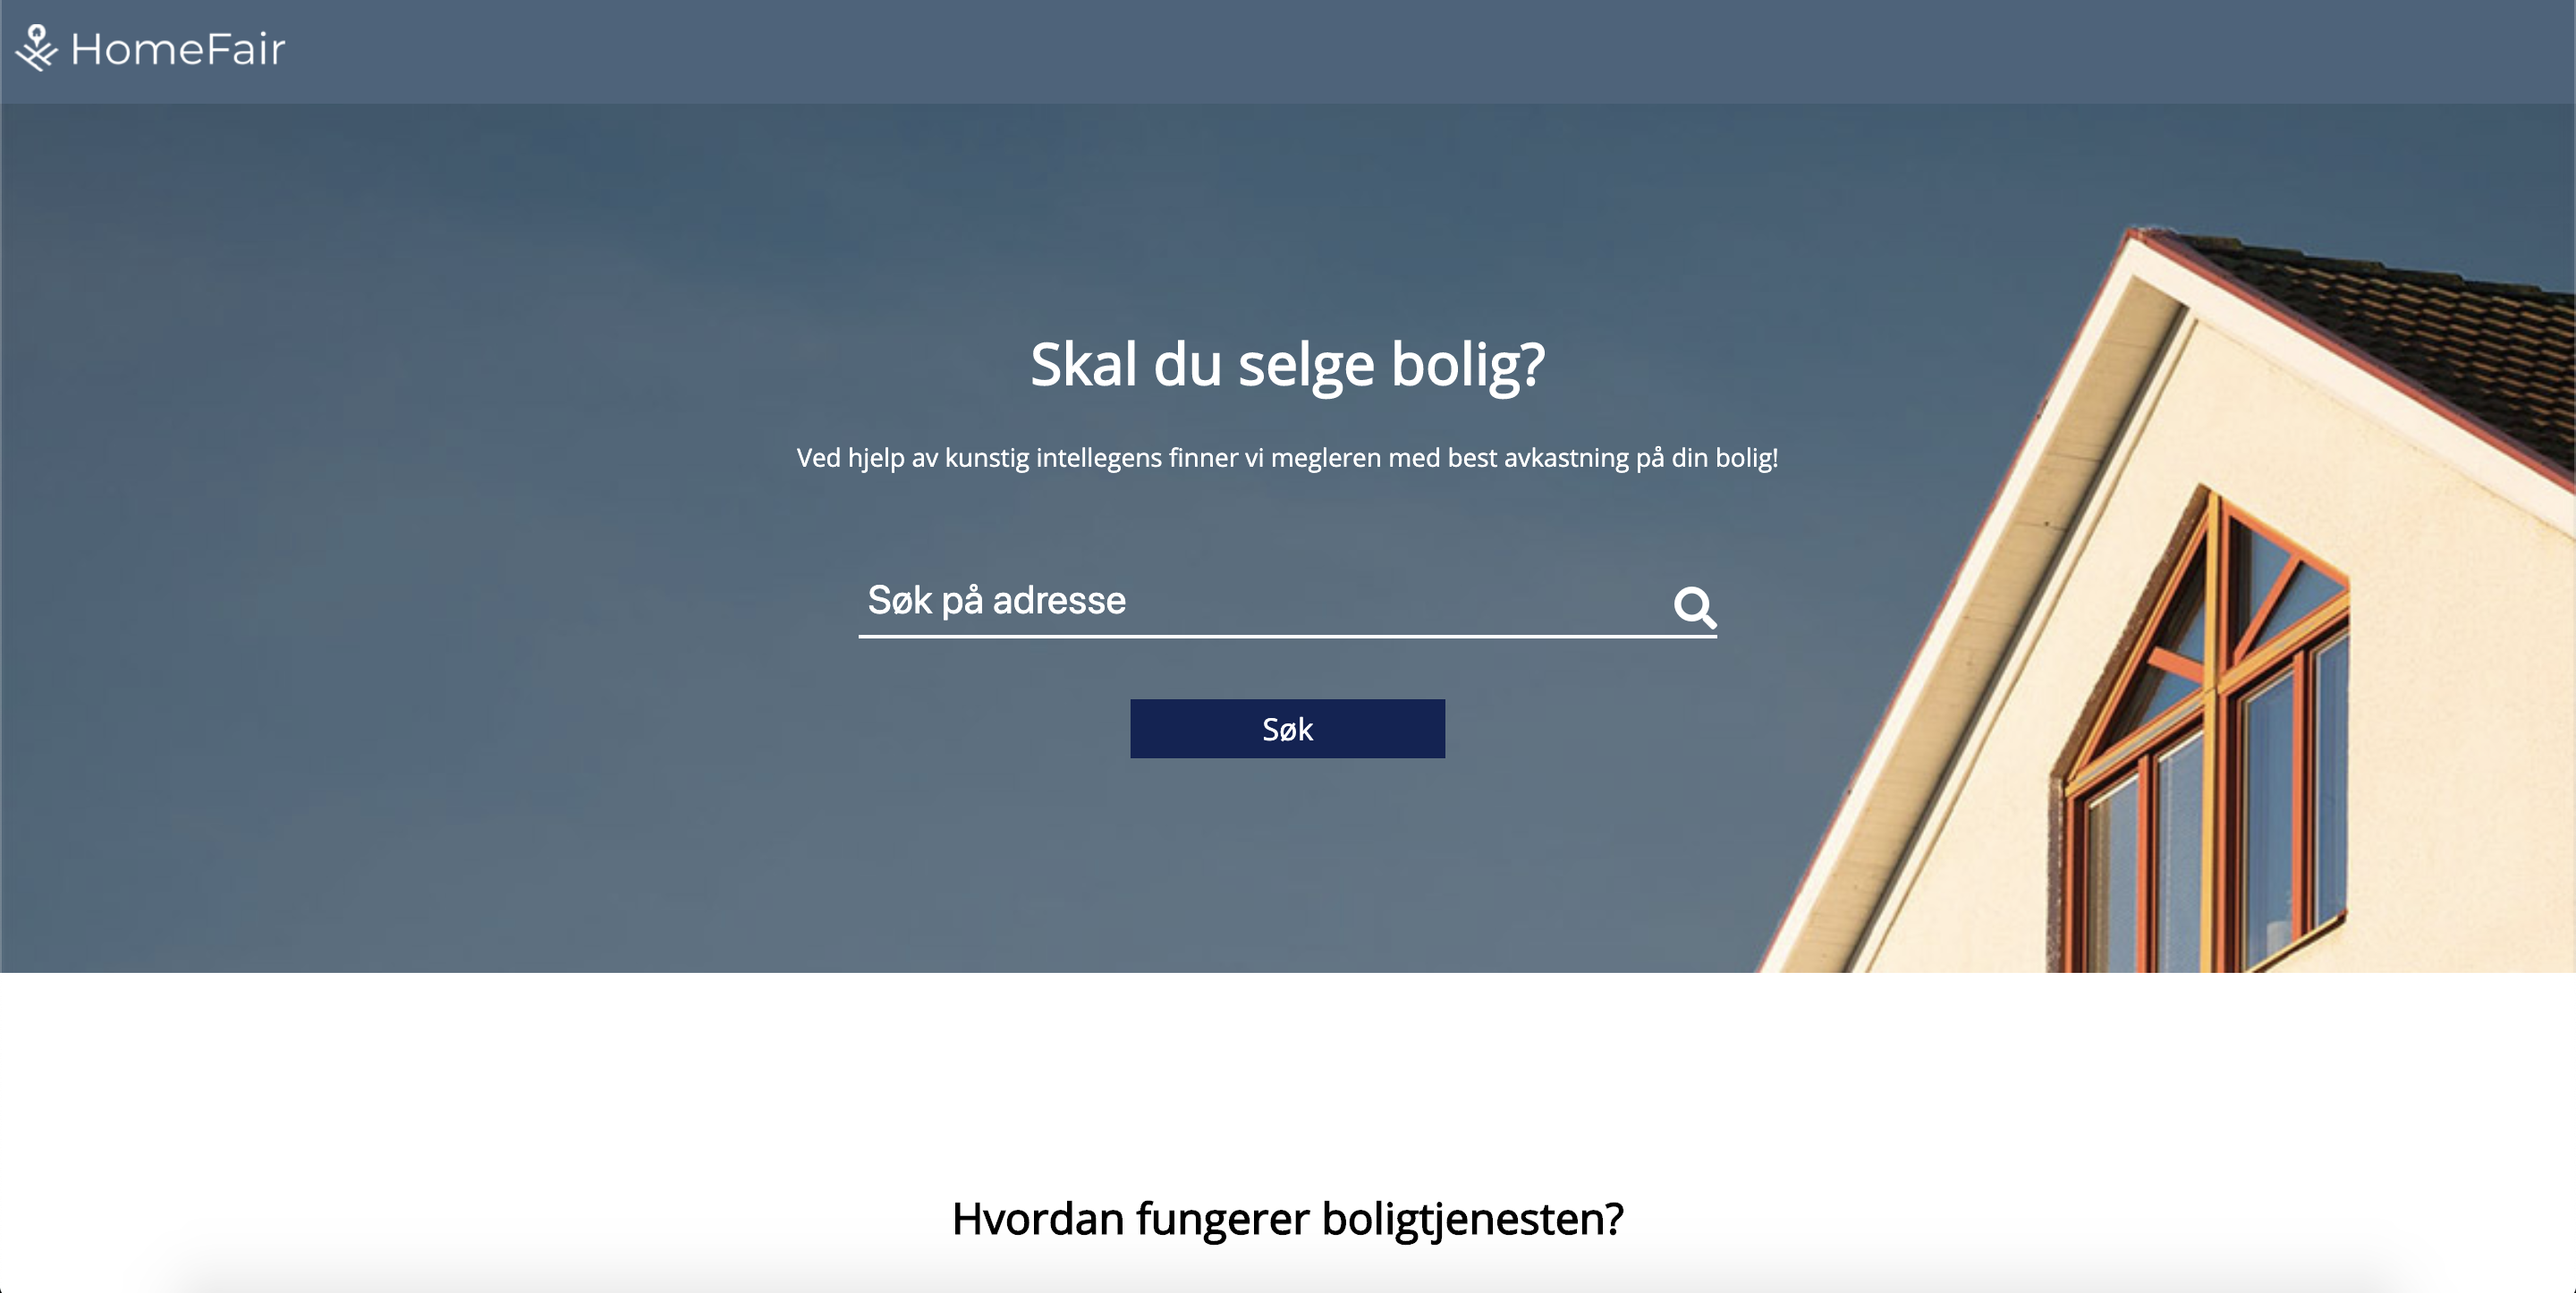 HomeFair
Skal du selge bolig?
Ved hjelp av kunstig intellegens finner vi megleren med best avkastning på din bolig!
Søk på adresse
Søk
Hvordan fungerer boligtjenesten?